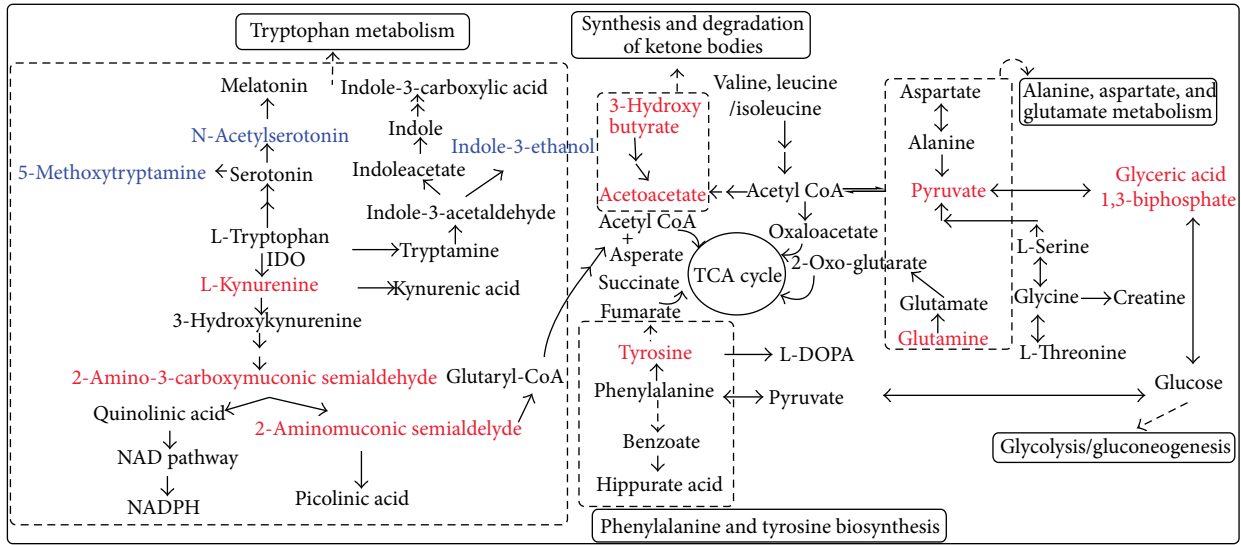 Tryptophan metabolism
Synthesis and degradation
of ketone bodies
Melatonin
Indole-3-carboxylic acid
N-Acetylserotonin
Indole
Indole-3-ethanol
5-Methoxytryptamine
Serotonin
Indoleacetate
Indole-3-acetaldehyde
L-Tryptophan
IDO
Tryptamine
L-Kynurenine
Kynurenic acid
3-Hydroxykynurenine
2-Amino-3-carboxymuconic semialdehyde
Glutaryl-CoA
Quinolinic acid
2-Aminomuconic semialdelyde
NAD pathway
NADPH
Picolinic acid
3-Hydroxy
butyrate
Acetoacetate
Valine, leucine
/isoleucine
Acetyl CoA
Acetyl CoA
+
Asperate
Succinate
Fumarate
TCA cycle
Oxaloacetate
2-Oxo-glutarate
Aspartate
Alanine
Pyruvate
Glutamate
Glutamine
Alanine, aspartate, and
glutamate metabolism
Glyceric acid
1,3-biphosphate
L-Serine
Glycine
Creatine
L-Threonine
Tyrosine
L-DOPA
Phenylalanine
Pyruvate
Glucose
Benzoate
Hippurate acid
Glycolysis/gluconeogenesis
Phenylalanine and tyrosine biosynthesis